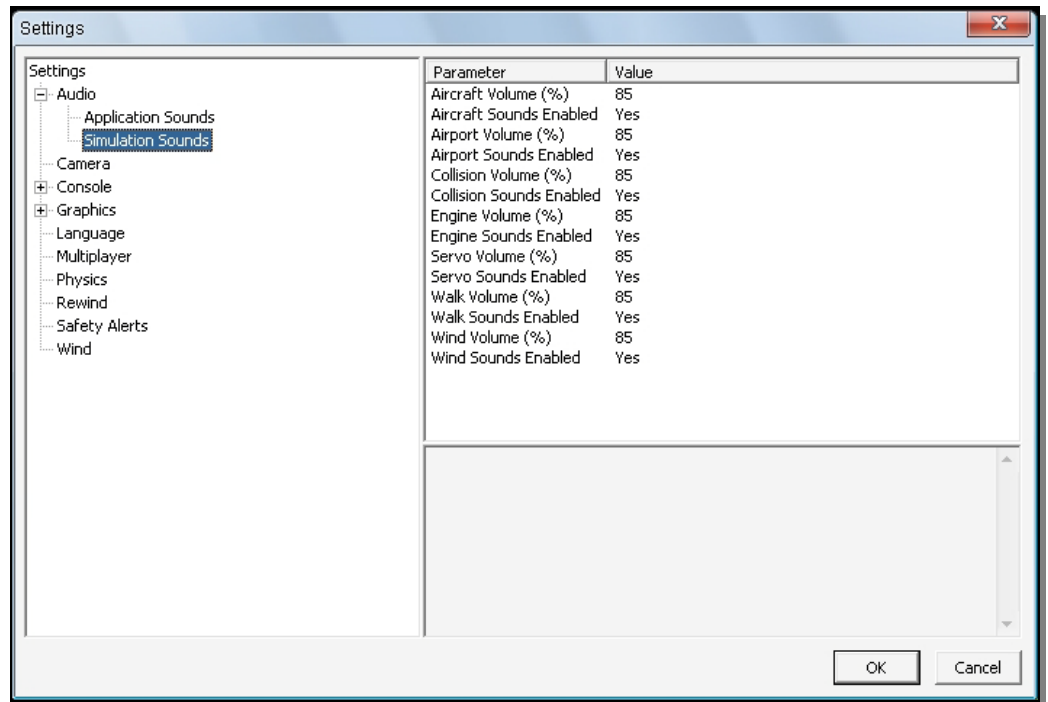 Settings
Settings
Audio
Application Sounds
Simulation Sounds
Camera
Console
Graphics
Language
Multiplayer
Physics
Rewind
Safety Alerts
Wind
Parameter Value
Aircraft Volume (%) 85
Aircraft Sounds Enabled Yes
Airport Volume (%) 85
Airport Sounds Enabled Yes
Collision Volume (%) 85
Collision Sounds Enabled Yes
Engine Volume (%) 85
Engine Sounds Enabled Yes
Servo Volume (%) 85
Servo Sounds Enabled Yes
Walk Volume (%) 85
Walk Sounds Enabled Yes
Wind Volume (%) 85
Wind Sounds Enabled Yes
OK Cancel